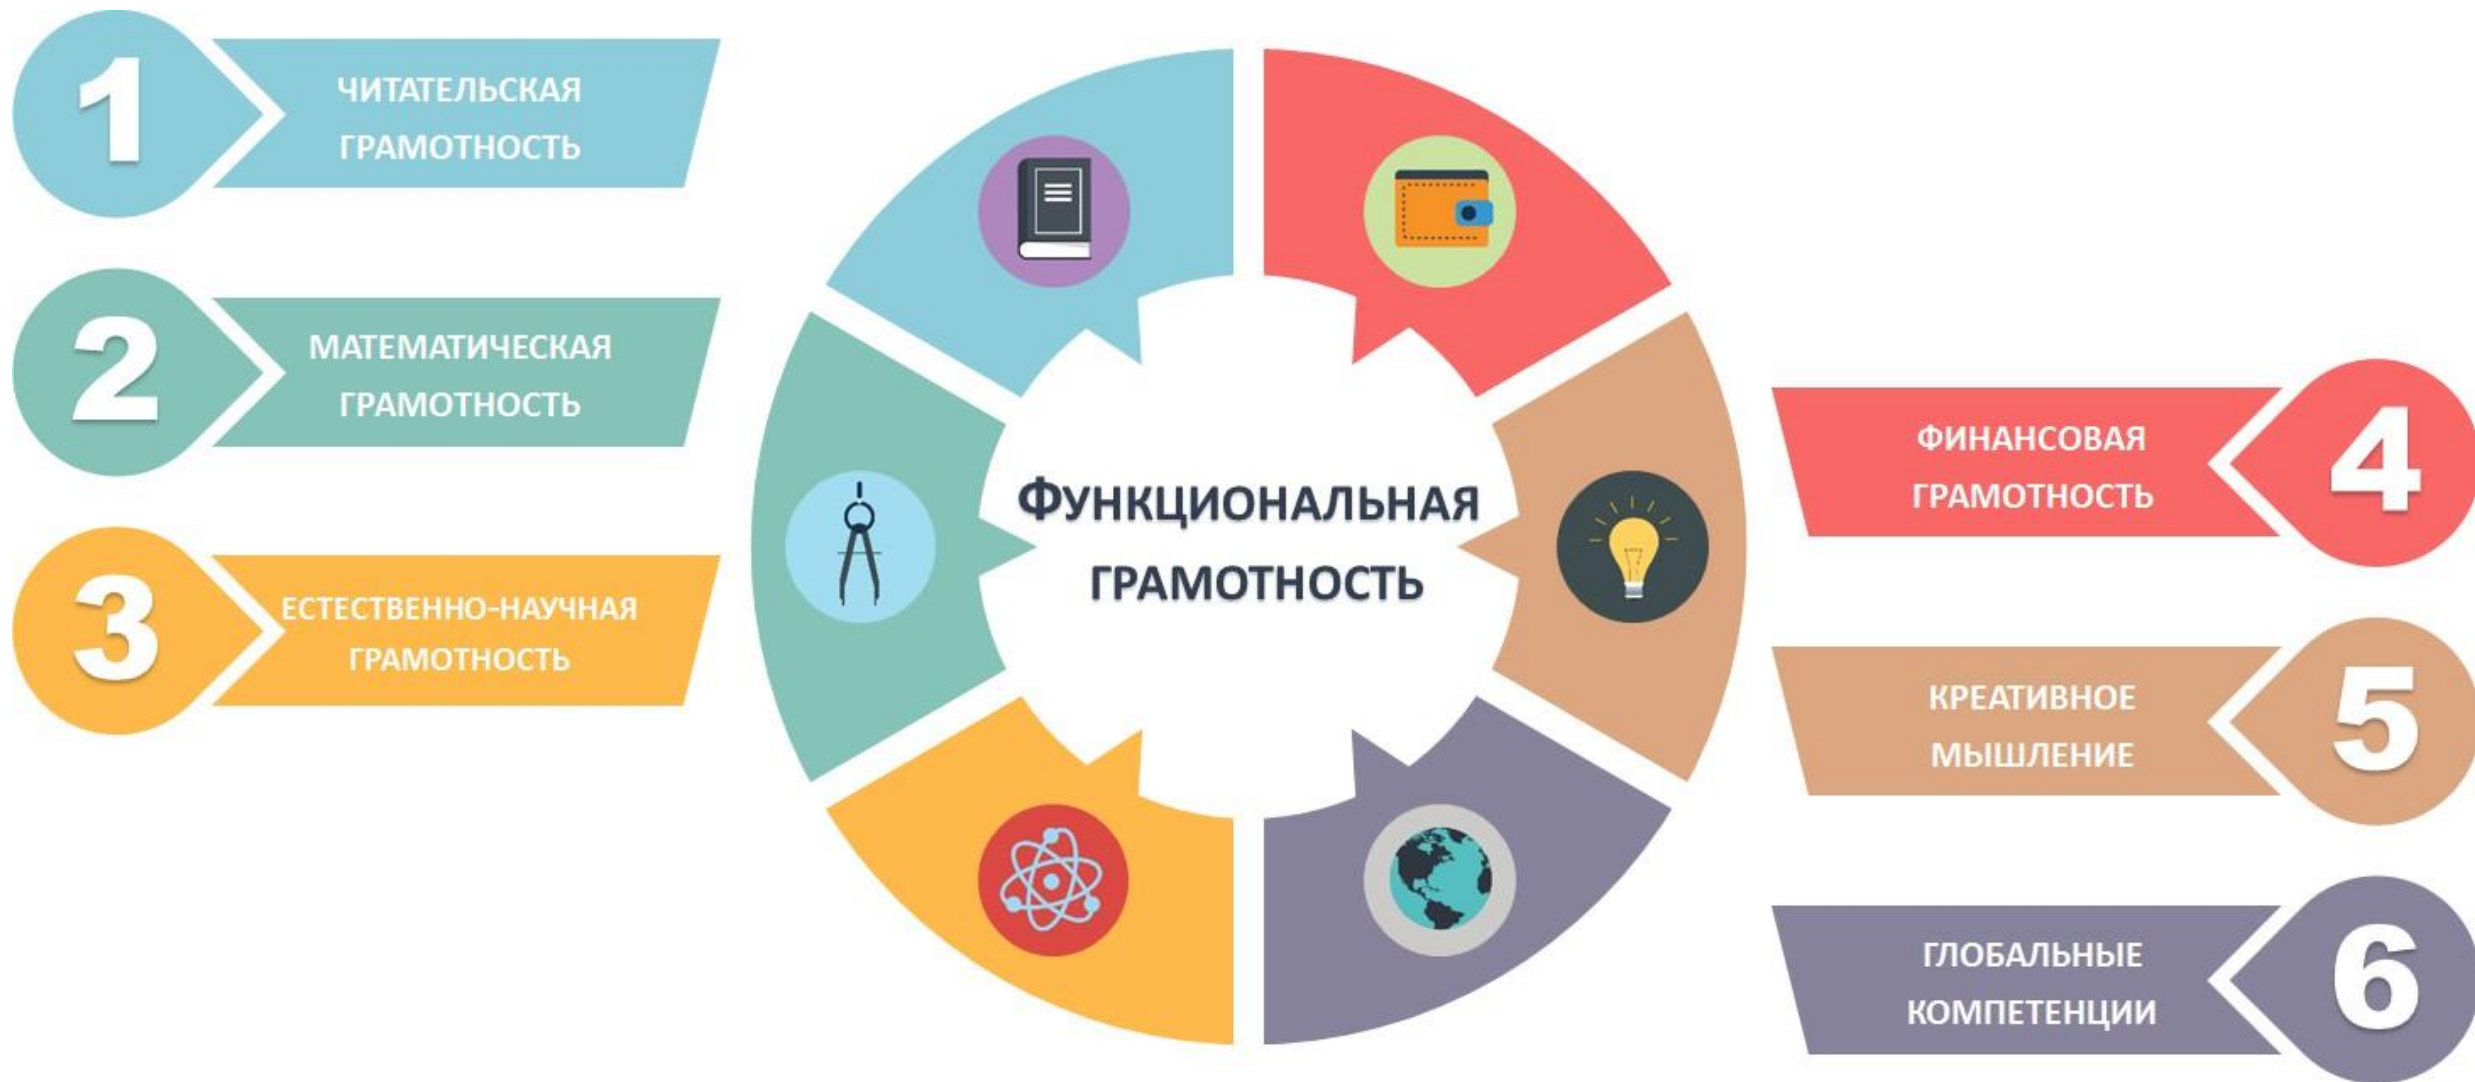 1
ЧИТАТЕЛЬСКАЯ
ГРАМОТНОСТЬ
2
МАТЕМАТИЧЕСКАЯ
ГРАМОТНОСТЬ
3
ЕСТЕСТВЕННО-НАУЧНАЯ
ГРАМОТНОСТЬ
ФУНКЦИОНАЛЬНАЯ
ГРАМОТНОСТЬ
4
ФИНАНСОВАЯ
ГРАМОТНОСТЬ
5
КРЕАТИВНОЕ
МЫШЛЕНИЕ
6
ГЛОБАЛЬНЫЕ
КОМПЕТЕНЦИИ